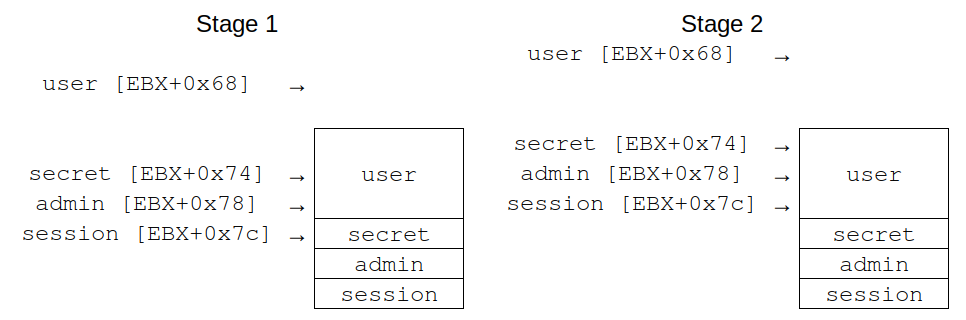 Stage 1
user [EBX+0x68] →
secret [EBX+0x74] →
admin [EBX+0x78] →
session [EBX+0x7c] →
user
secret
admin
session
Stage 2
user [EBX+0x68] →
secret [EBX+0x74] →
admin [EBX+0x78] →
session [EBX+0x7c] →
user
secret
admin
session